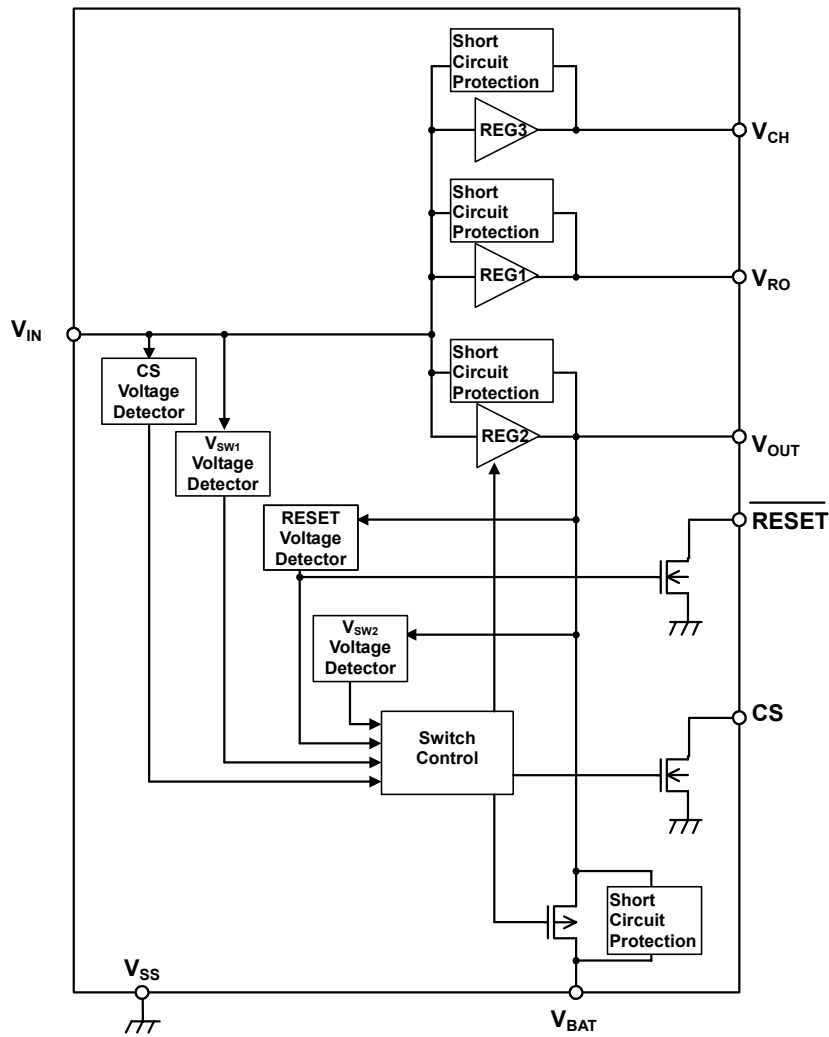 Short
Circuit
Protection
REG3
V_CH
Short
Circuit
Protection
REG1
V_RO
V_IN
Short
Circuit
Protection
REG2
V_OUT
CS
Voltage
Detector
V_SW1
Voltage
Detector
RESET
Voltage
Detector
RESET
V_SW2
Voltage
Detector
Switch
Control
CS
Short
Circuit
Protection
V_SS
V_BAT